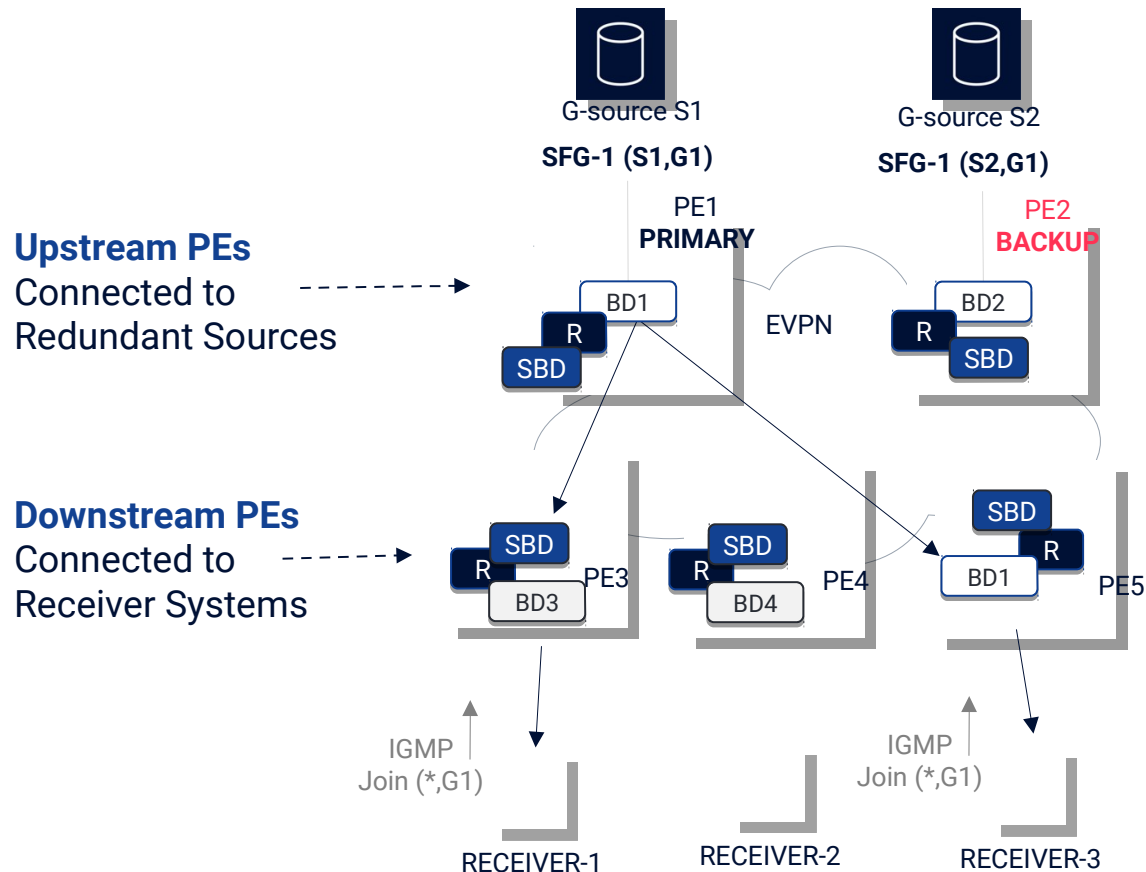 G-source S1
SFG-1 (S1,G1)
G-source S2
SFG-1 (S2,G1)
PE1
PRIMARY
PE2
BACKUP
Upstream PEs
Connected to
Redundant Sources
BD1
R
SBD
EVPN
BD2
R
SBD
Downstream PEs
Connected to
Receiver Systems
SBD
R
BD3
PE3
SBD
R
BD4
PE4
SBD
R
BD1
PE5
IGMP
Join (*,G1)
IGMP
Join (*,G1)
RECEIVER-1
RECEIVER-2
RECEIVER-3